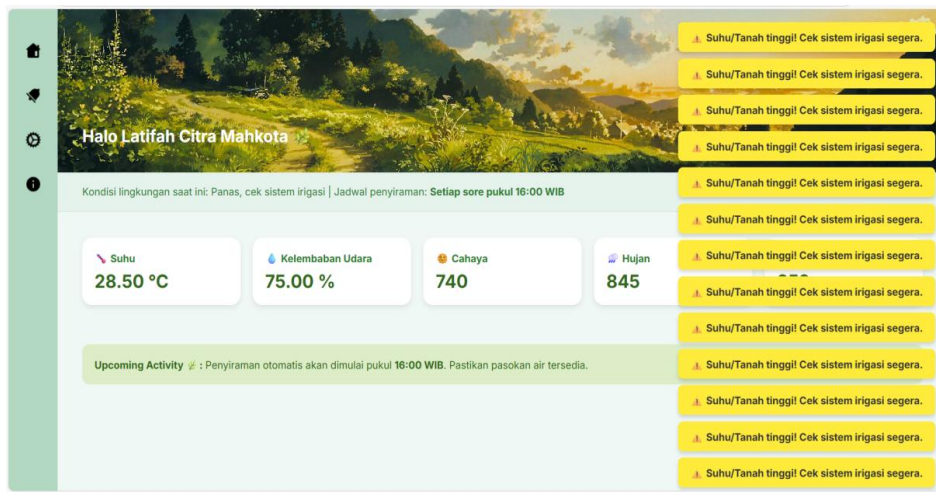 Halo Latifah Citra Mahkota
Kondisi lingkungan saat ini: Panas, cek sistem irigasi | Jadwal penyiraman: Setiap sore pukul 16:00 WIB
Suhu
28.50 °C
Kelembaban Udara
75.00 %
Cahaya
740
Hujan
845
Upcoming Activity : Penyiraman otomatis akan dimulai pukul 16:00 WIB. Pastikan pasokan air tersedia.
Suhu/Tanah tinggi! Cek sistem irigasi segera.
Suhu/Tanah tinggi! Cek sistem irigasi segera.
Suhu/Tanah tinggi! Cek sistem irigasi segera.
Suhu/Tanah tinggi! Cek sistem irigasi segera.
Suhu/Tanah tinggi! Cek sistem irigasi segera.
Suhu/Tanah tinggi! Cek sistem irigasi segera.
Suhu/Tanah tinggi! Cek sistem irigasi segera.
Suhu/Tanah tinggi! Cek sistem irigasi segera.
Suhu/Tanah tinggi! Cek sistem irigasi segera.
Suhu/Tanah tinggi! Cek sistem irigasi segera.
Suhu/Tanah tinggi! Cek sistem irigasi segera.
Suhu/Tanah tinggi! Cek sistem irigasi segera.
Suhu/Tanah tinggi! Cek sistem irigasi segera.